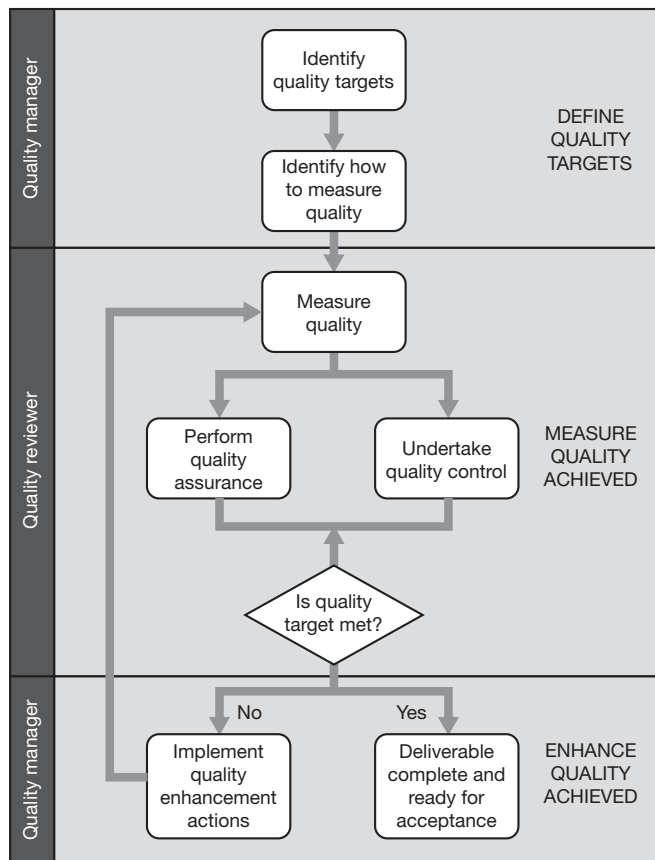 Quality manager
Identify
quality targets
DEFINE
QUALITY
TARGETS
Identify how
to measure
quality
Quality reviewer
Measure
quality
Perform
quality
assurance
Undertake
quality control
MEASURE
QUALITY
ACHIEVED
Is quality
target met?
Quality manager
No
Yes
Implement
quality
enhancement
actions
Deliverable
complete and
ready for
acceptance
ENHANCE
QUALITY
ACHIEVED